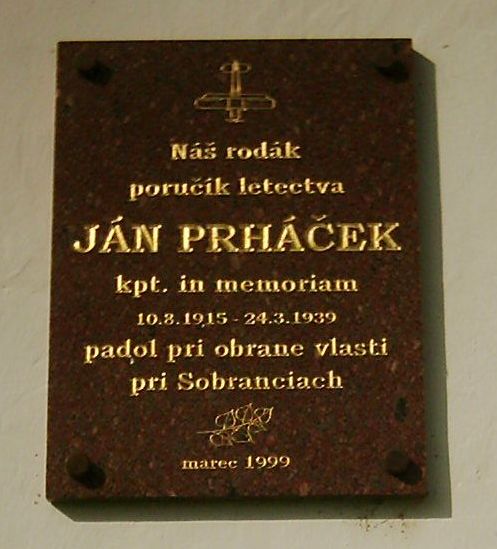 Náš rodák
poručík letectva
JÁN PRHÁČEK
kpt. in memoriam
10.8.1915 - 24.3.1939
padol pri obrane vlasti
pri Sobranciach
marec 1999